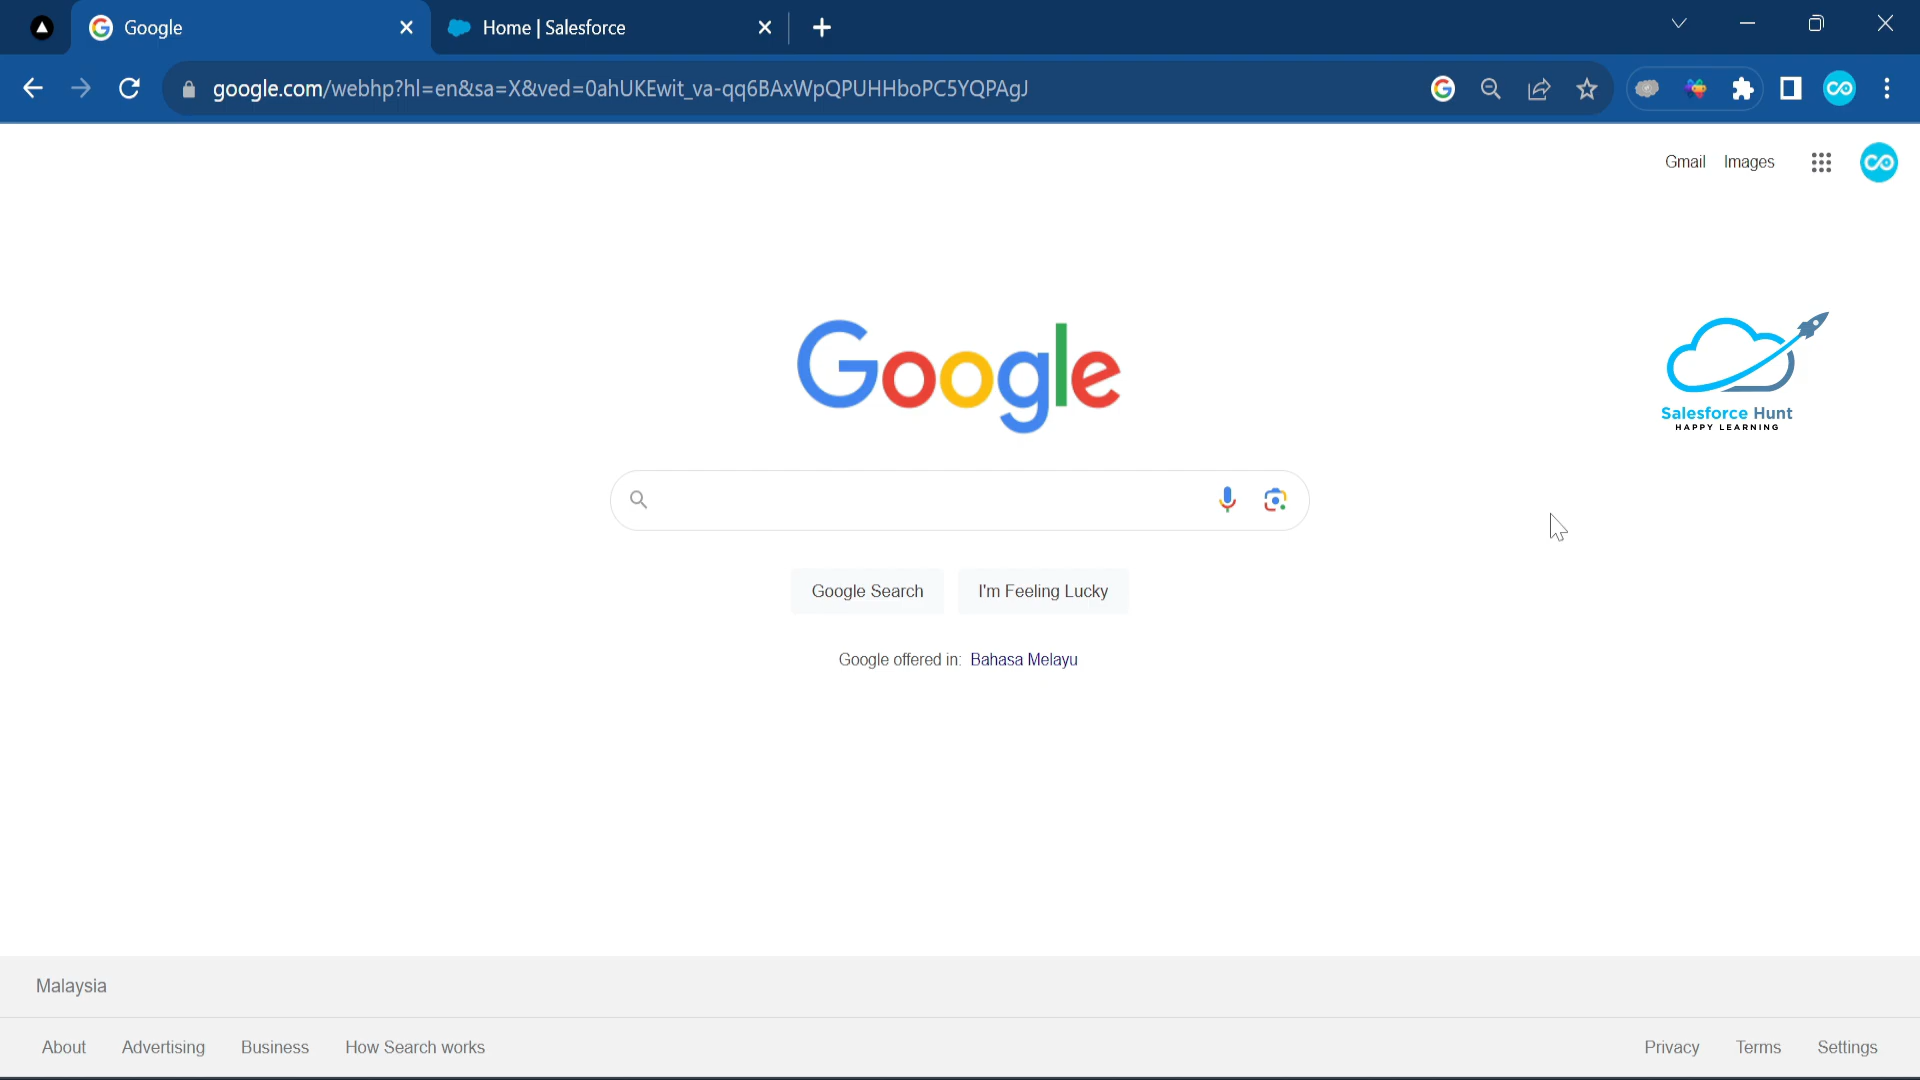 Google
Home | Salesforce
google.com/webhp?hl=en&sa=X&ved=0ahUKEwit_va-qq6BAxWpQPUHHboPC5YQPAgJ
Gmail Images
Google
Salesforce Hunt
HAPPY LEARNING
Google Search I'm Feeling Lucky
Google offered in: Bahasa Melayu
Malaysia
About Advertising Business How Search works Privacy Terms Settings